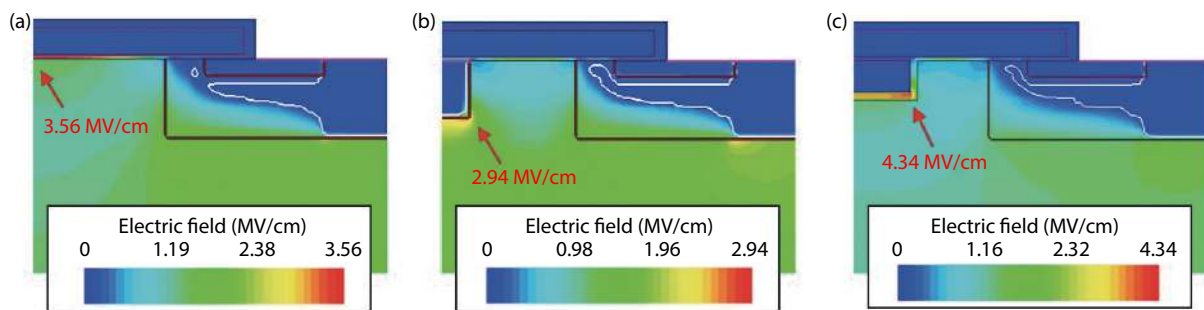 (a)
3.56 MV/cm
Electric field (MV/cm)
0 1.19 2.38 3.56
(b)
2.94 MV/cm
Electric field (MV/cm)
0 0.98 1.96 2.94
(c)
4.34 MV/cm
Electric field (MV/cm)
0 1.16 2.32 4.34